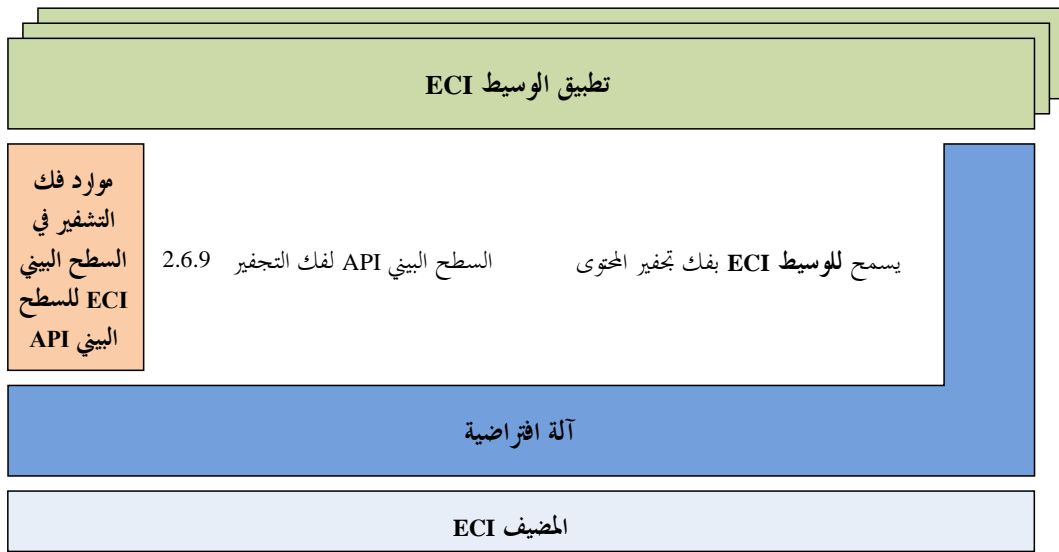 تطبيق الوسيط ECI
موارد فك
التشفير في
السطح البيني
ECI للسطح
البيني API
2.6.9 السطح البيني API لفك التجفير
يسمح للوسيط ECI بفك تجفير المحتوى
آلة افتراضية
المضيف ECI